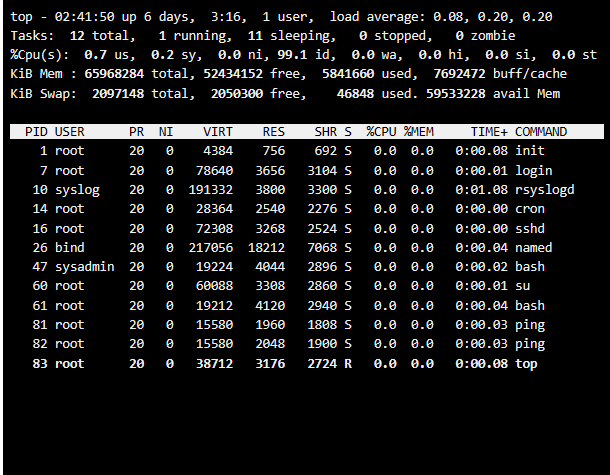 top - 02:41:50 up 6 days,  3:16,  1 user,  load average: 0.08, 0.20, 0.20
Tasks:  12 total,   1 running,  11 sleeping,   0 stopped,   0 zombie
%Cpu(s):  0.7 us,  0.2 sy,  0.0 ni, 99.1 id,  0.0 wa,  0.0 hi,  0.0 si,  0.0 st
KiB Mem : 65968284 total, 52434152 free,  5841660 used,  7692472 buff/cache
KiB Swap:  2097148 total,  2050300 free,    46848 used. 59533228 avail Mem
PID USER      PR  NI    VIRT    RES    SHR S  %CPU %MEM     TIME+ COMMAND
1 root      20   0    4384    756    692 S   0.0  0.0   0:00.08 init
7 root      20   0   78640   3656   3104 S   0.0  0.0   0:00.01 login
10 syslog    20   0  191332   3800   3300 S   0.0  0.0   0:01.08 rsyslogd
14 root      20   0   28364   2540   2276 S   0.0  0.0   0:00.00 cron
16 root      20   0   72308   3268   2524 S   0.0  0.0   0:00.00 sshd
26 bind      20   0  217056  18212   7068 S   0.0  0.0   0:00.04 named
47 sysadmin  20   0   19224   4044   2896 S   0.0  0.0   0:00.02 bash
60 root      20   0   60088   3308   2860 S   0.0  0.0   0:00.01 su
61 root      20   0   19212   4120   2940 S   0.0  0.0   0:00.04 bash
81 root      20   0   15580   1960   1808 S   0.0  0.0   0:00.03 ping
82 root      20   0   15580   2048   1900 S   0.0  0.0   0:00.03 ping
83 root      20   0   38712   3176   2724 R   0.0  0.0   0:00.08 top